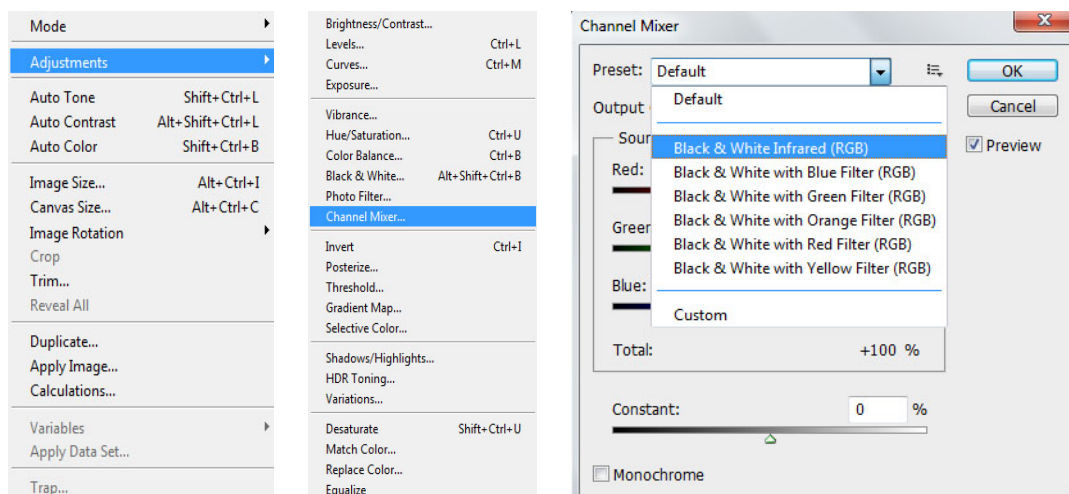 Mode
Adjustments
Auto Tone Shift+Ctrl+L
Auto Contrast Alt+Shift+Ctrl+L
Auto Color Shift+Ctrl+B
Image Size... Alt+Ctrl+I
Canvas Size... Alt+Ctrl+C
Image Rotation
Crop
Trim...
Reveal All
Duplicate...
Apply Image...
Calculations...
Variables
Apply Data Set...
Trap...
Brightness/Contrast...
Levels... Ctrl+L
Curves... Ctrl+M
Exposure...
Vibrance...
Hue/Saturation... Ctrl+U
Color Balance... Ctrl+B
Black & White... Alt+Shift+Ctrl+B
Photo Filter...
Channel Mixer...
Invert Ctrl+I
Posterize...
Threshold...
Gradient Map...
Selective Color...
Shadows/Highlights...
HDR Toning...
Variations...
Desaturate Shift+Ctrl+U
Match Color...
Replace Color...
Equalize
Channel Mixer
Preset: Default
OK
Output
Default
Cancel
Sour
Black & White Infrared (RGB)
Preview
Red:
Black & White with Blue Filter (RGB)
Black & White with Green Filter (RGB)
Green
Black & White with Orange Filter (RGB)
Black & White with Red Filter (RGB)
Black & White with Yellow Filter (RGB)
Blue:
Custom
Total: +100 %
Constant: 0 %
Monochrome